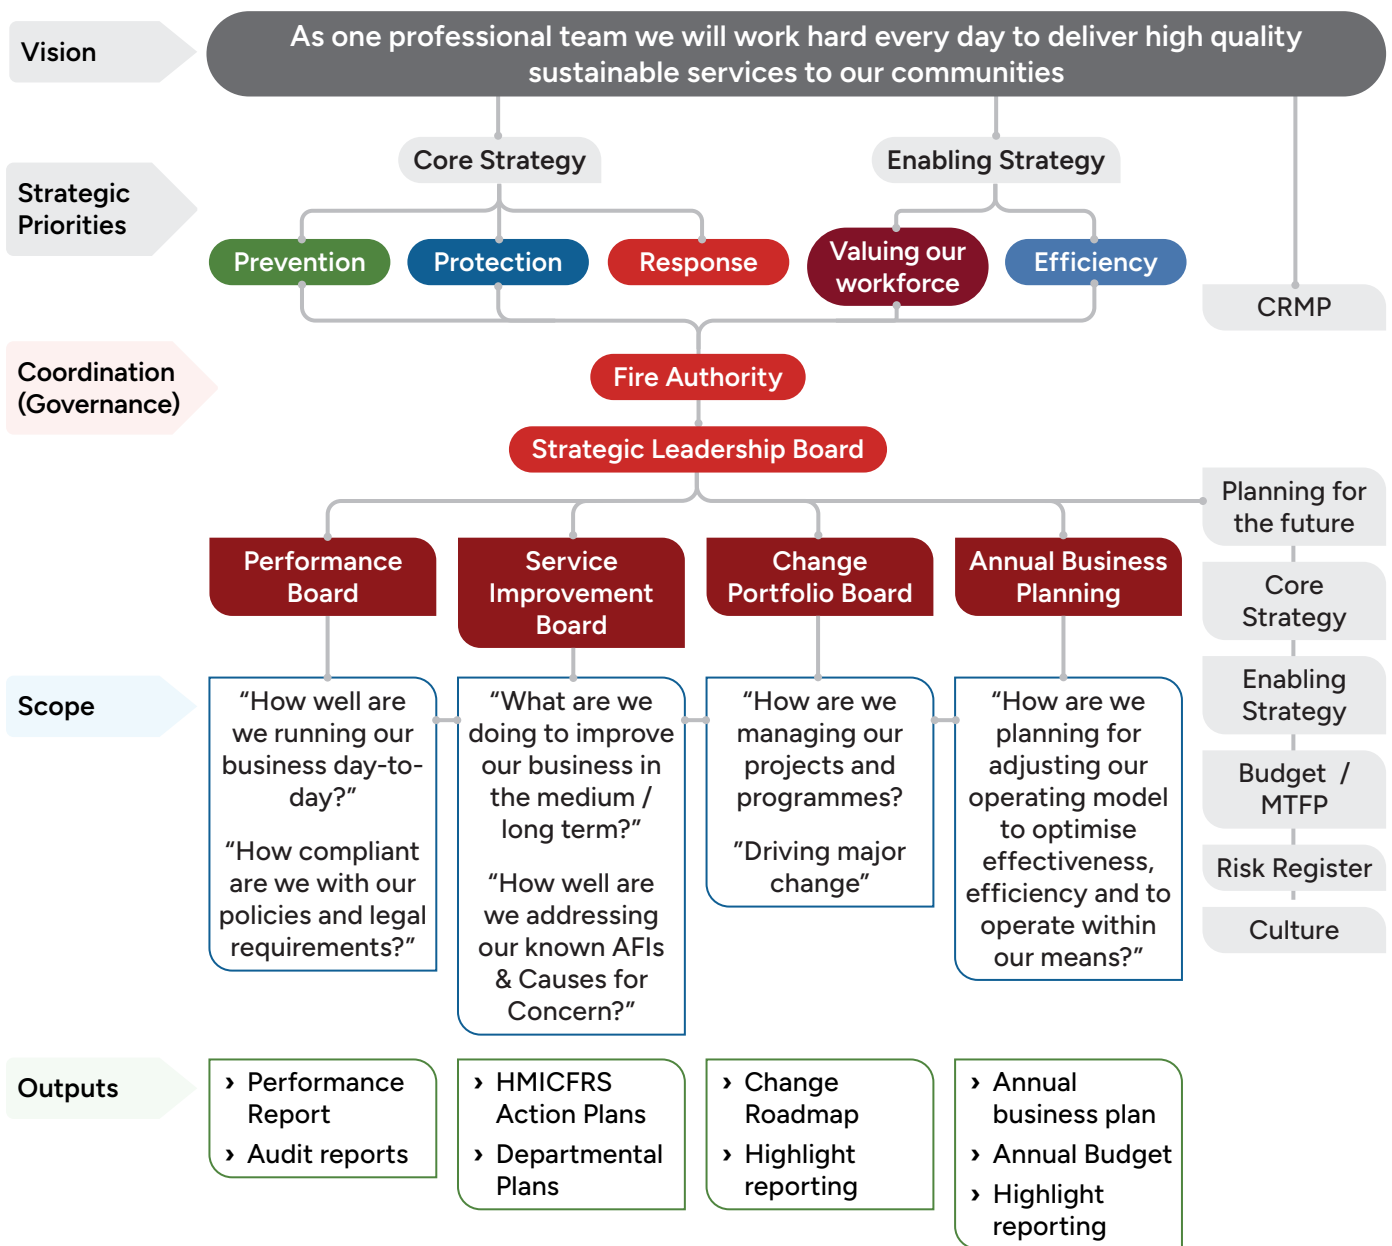 Vision
As one professional team we will work hard every day to deliver high quality
sustainable services to our communities
Strategic
Priorities
Core Strategy
Enabling Strategy
Prevention
Protection
Response
Valuing our
workforce
Efficiency
CRMP
Coordination
(Governance)
Fire Authority
Strategic Leadership Board
Performance
Board
Service
Improvement
Board
Change
Portfolio Board
Annual Business
Planning
Planning for
the future
Core
Strategy
Enabling
Strategy
Budget /
MTFP
Risk Register
Culture
Scope
“How well are
we running our
business day-to-
day?”
“How compliant
are we with our
policies and legal
requirements?”
“What are we
doing to improve
our business in
the medium /
long term?”
“How well are
we addressing
our known AFIs
& Causes for
Concern?”
“How are we
managing our
projects and
programmes?
”Driving major
change”
“How are we
planning for
adjusting our
operating model
to optimise
effectiveness,
efficiency and to
operate within
our means?”
Outputs
› Performance
Report
› Audit reports
› HMICFRS
Action Plans
› Departmental
Plans
› Change
Roadmap
› Highlight
reporting
› Annual
business plan
› Annual Budget
› Highlight
reporting